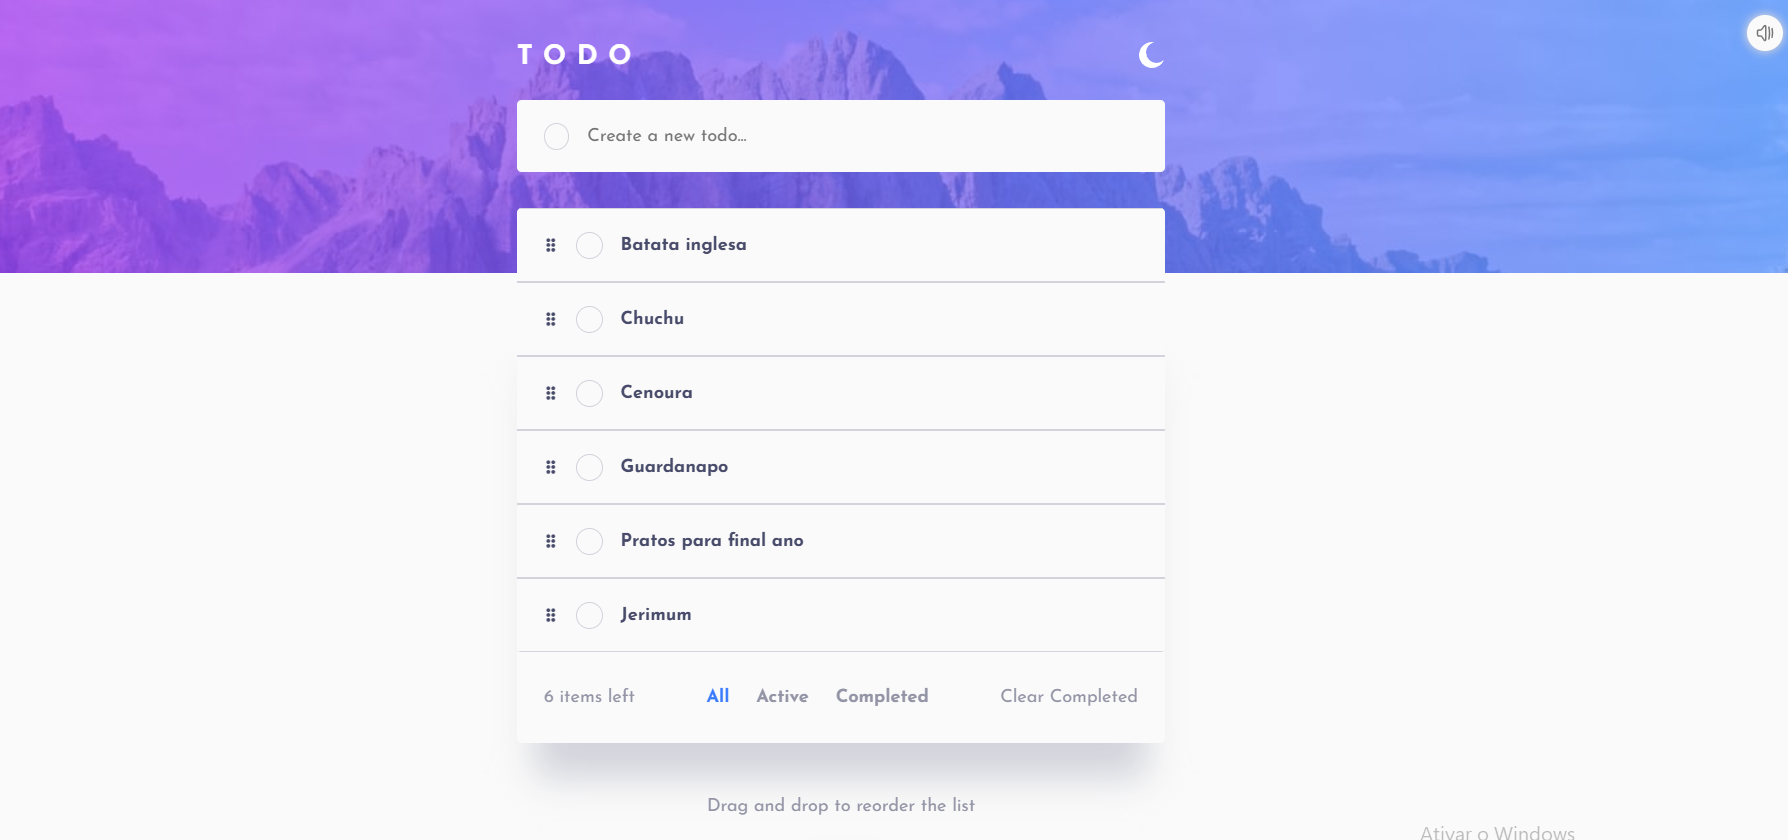 TODO
Create a new todo...
Batata inglesa
Chuchu
Cenoura
Guardanapo
Pratos para final ano
Jerimum
6 items left All Active Completed Clear Completed
Drag and drop to reorder the list
Ativar o Windows